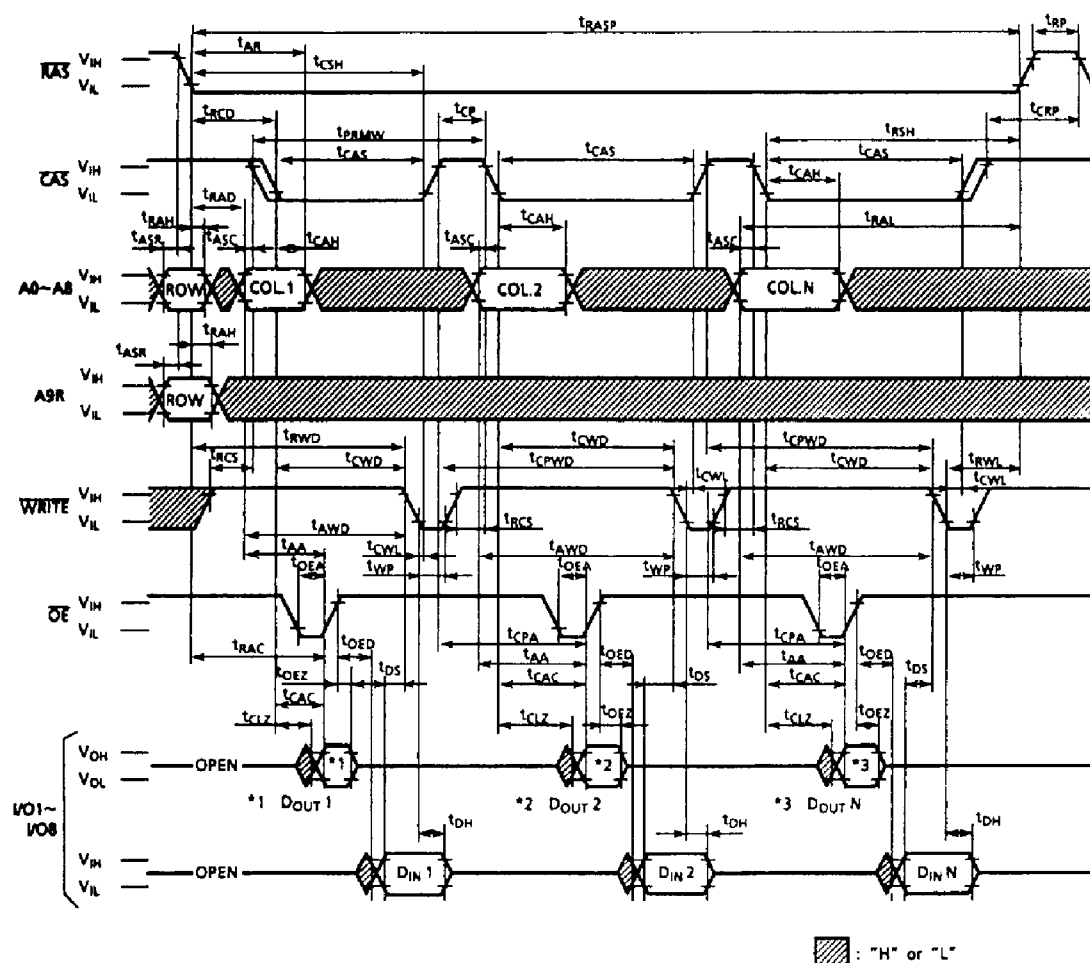 tRASP tRP
tAR
tCSH
RAS VIH
VIL
tRCD tCP tCRP
tPRMW tRSH
tCAS tCAS tCAS
CAS VIH
VIL
tCAH
tRAD tRAL
tRAH tCAH
tASR tASC tCAH tASC tASC
A0~A8 VIH
VIL
ROW COL.1 COL.2 COL.N
tRAH
tASR
A9R VIH
VIL
ROW
tRWD tCWD tCPWD
tRCS tCWD tCPWD tCWD tRWL
tCWL tCWL
WRITE VIH
VIL
tRCS tRCS
tAWD
tAA tCWL tAWD tAWD
tOEA tWP tOEA tWP tOEA tWP
OE VIH
VIL
tRAC tOED tCPA tOED tCPA tOED
tAA tAA
tOEZ tDS tCAC tDS tCAC tDS
tCAC
tCLZ tCLZ tOEZ tCLZ tOEZ
VOH
VOL
OPEN *1 *2 *3
*1 DOUT 1 *2 DOUT 2 *3 DOUT N
I/O1~
I/O8
tDH tDH tDH
VIH
VIL
OPEN DIN 1 DIN 2 DIN N
: "H" or "L"